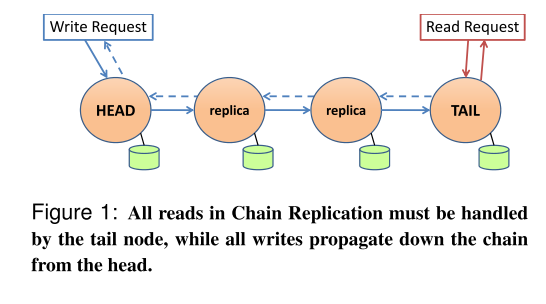 Write Request
Read Request
HEAD
replica
replica
TAIL
Figure 1: All reads in Chain Replication must be handled
by the tail node, while all writes propagate down the chain
from the head.